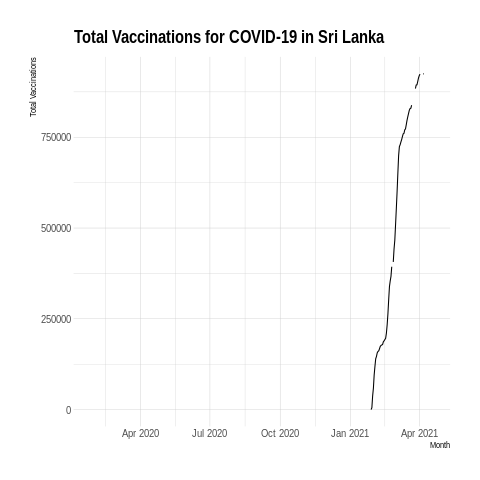 Total Vaccinations for COVID-19 in Sri Lanka
Total Vaccinations
750000
500000
250000
0
Apr 2020 Jul 2020 Oct 2020 Jan 2021 Apr 2021
Month